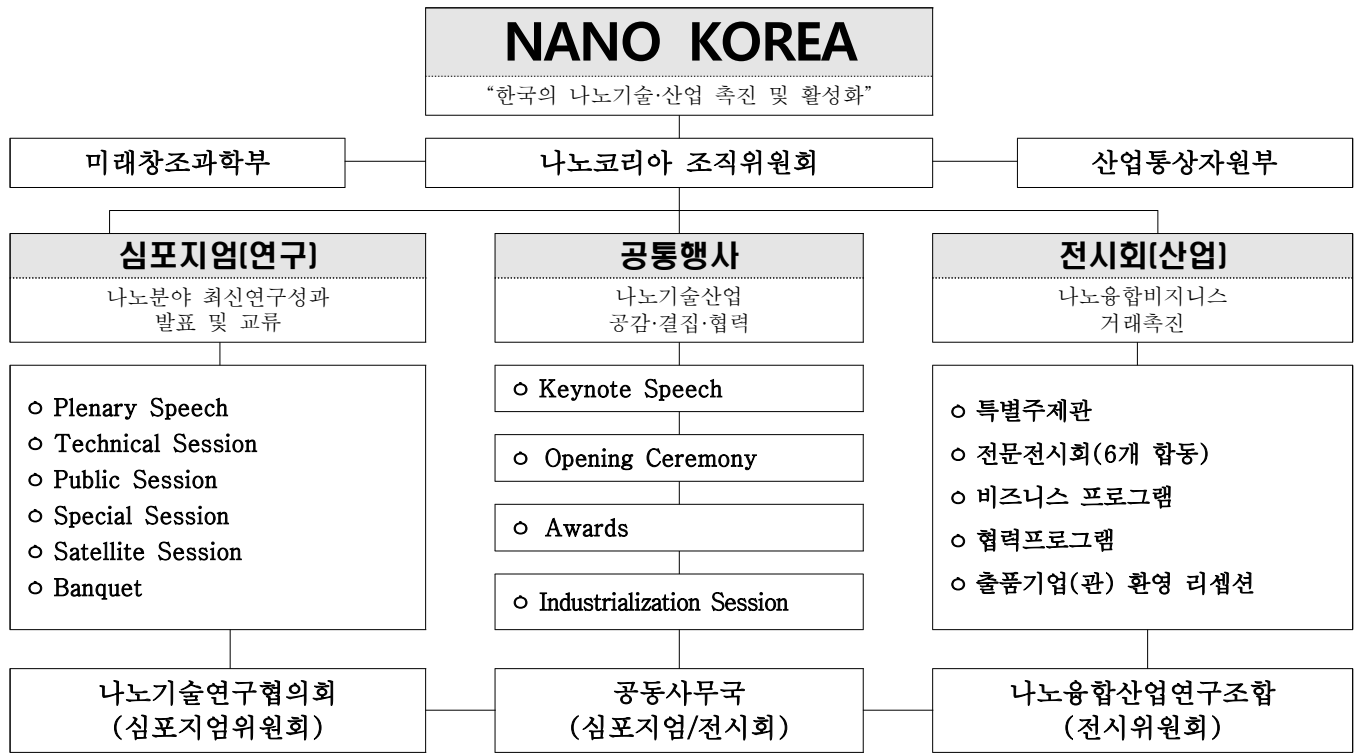 NANO KOREA
“한국의 나노기술·산업 촉진 및 활성화”
미래창조과학부
나노코리아 조직위원회
산업통상자원부
심포지엄(연구)
나노분야 최신연구성과
발표 및 교류
공통행사
나노기술산업
공감·결집·협력
전시회(산업)
나노융합비지니스
거래촉진
ㅇ Plenary Speech
ㅇ Technical Session
ㅇ Public Session
ㅇ Special Session
ㅇ Satellite Session
ㅇ Banquet
ㅇ Keynote Speech
ㅇ Opening Ceremony
ㅇ Awards
ㅇ Industrialization Session
ㅇ 특별주제관
ㅇ 전문전시회(6개 합동)
ㅇ 비즈니스 프로그램
ㅇ 협력프로그램
ㅇ 출품기업(관) 환영 리셉션
나노기술연구협의회
(심포지엄위원회)
공동사무국
(심포지엄/전시회)
나노융합산업연구조합
(전시위원회)